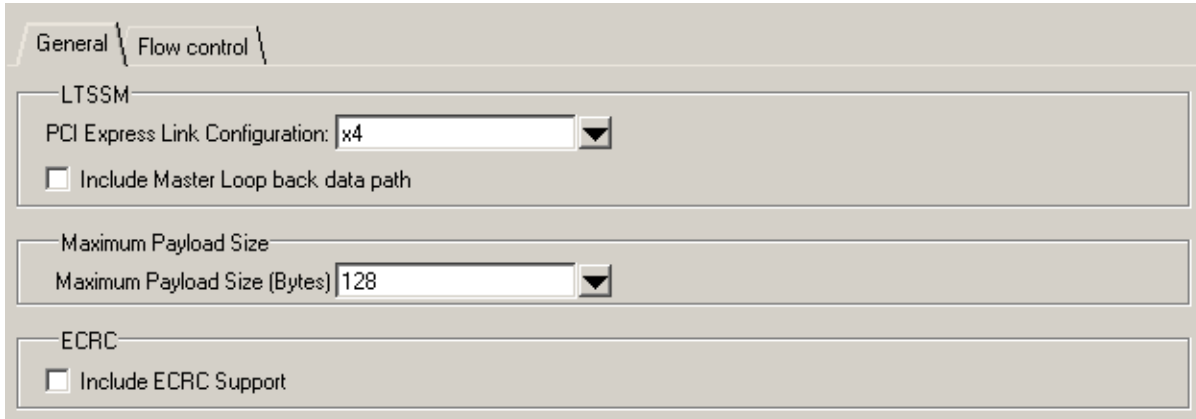 General
Flow control
LTSSM
PCI Express Link Configuration: x4
Include Master Loop back data path
Maximum Payload Size
Maximum Payload Size (Bytes) 128
ECRC
Include ECRC Support